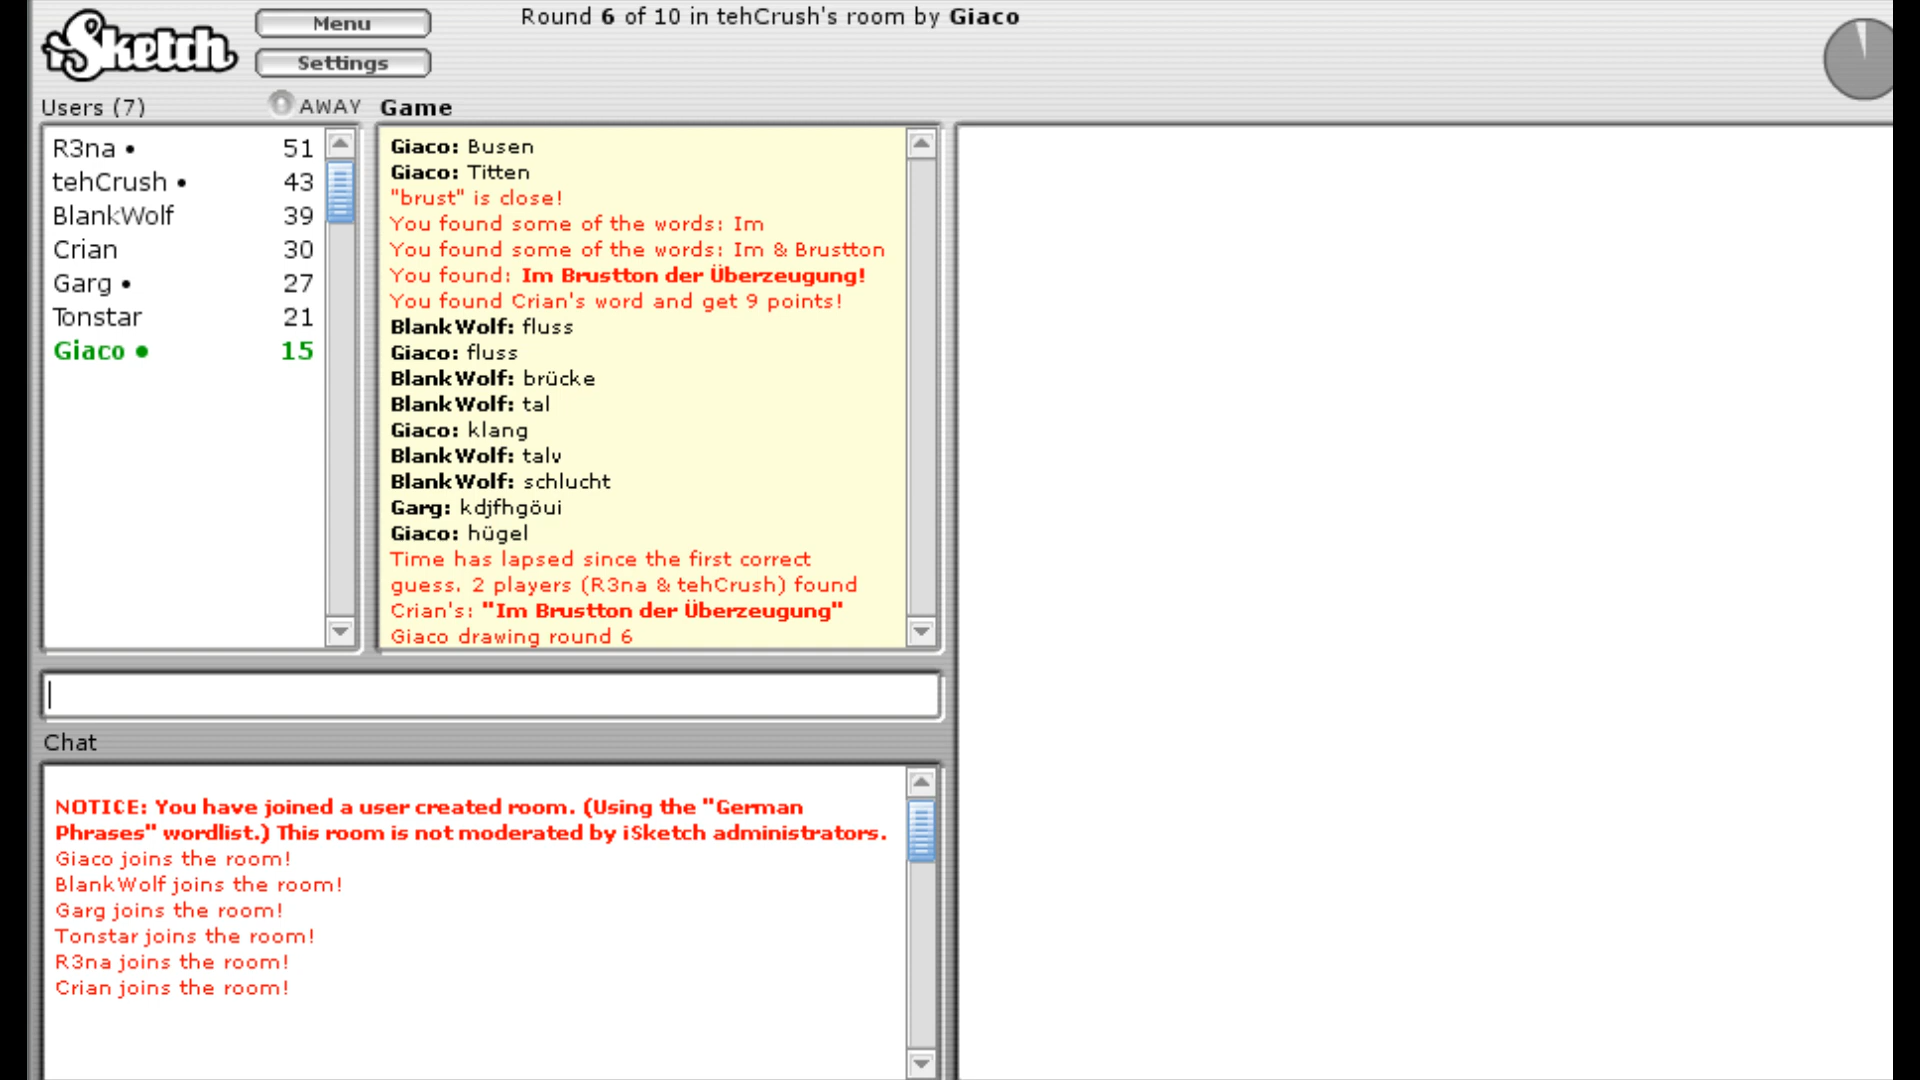 iSketch
Menu
Settings
Round 6 of 10 in tehCrush's room by Giaco
Users (7)
AWAY
Game
R3na • 51
tehCrush • 43
BlankWolf 39
Crian 30
Garg • 27
Tonstar 21
Giaco • 15
Giaco: Busen
Giaco: Titten
"brust" is close!
You found some of the words: Im
You found some of the words: Im & Brustton
You found: Im Brustton der Überzeugung!
You found Crian's word and get 9 points!
BlankWolf: fluss
Giaco: fluss
BlankWolf: brücke
BlankWolf: tal
Giaco: klang
BlankWolf: talv
BlankWolf: schlucht
Garg: kdjfhgöui
Giaco: hügel
Time has lapsed since the first correct
guess. 2 players (R3na & tehCrush) found
Crian's: "Im Brustton der Überzeugung"
Giaco drawing round 6
Chat
NOTICE: You have joined a user created room. (Using the "German
Phrases" wordlist.) This room is not moderated by iSketch administrators.
Giaco joins the room!
BlankWolf joins the room!
Garg joins the room!
Tonstar joins the room!
R3na joins the room!
Crian joins the room!